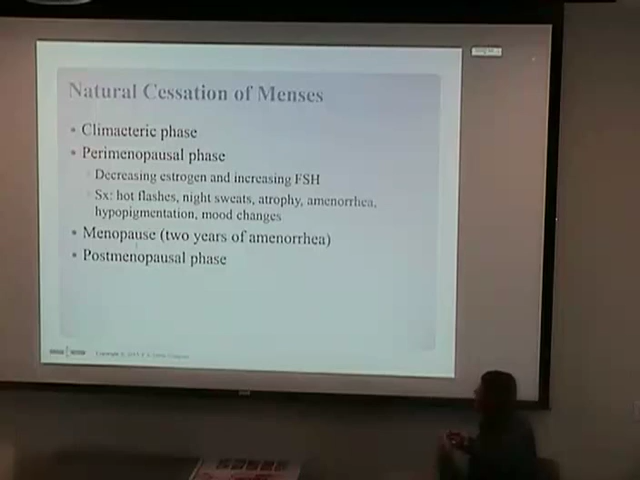 Natural Cessation of Menses
• Climacteric phase
• Perimenopausal phase
Decreasing estrogen and increasing FSH
Sx: hot flashes, night sweats, atrophy, amenorrhea,
hypopigmentation, mood changes
• Menopause (two years of amenorrhea)
• Postmenopausal phase
Copyright ©